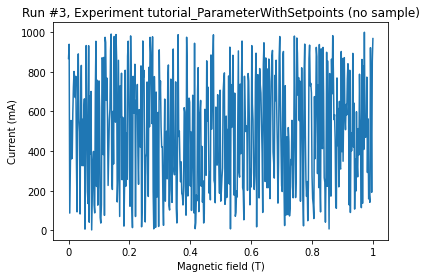 Run #3, Experiment tutorial_ParameterWithSetpoints (no sample)
Current (mA)
1000
800
600
400
200
0
0 0.2 0.4 0.6 0.8 1
Magnetic field (T)